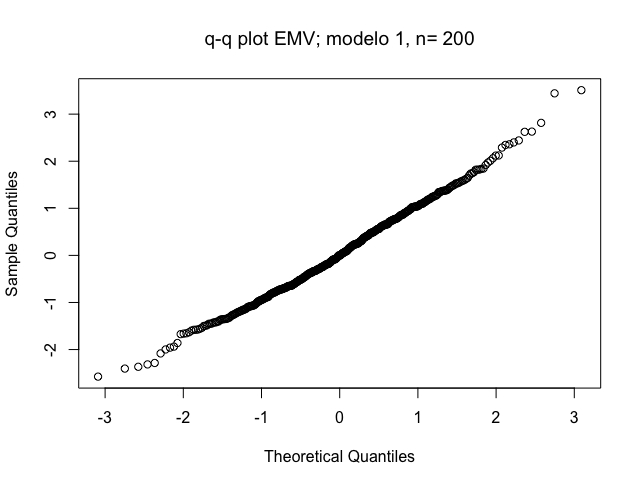 q-q plot EMV; modelo 1, n= 200
Sample Quantiles
3
2
1
0
-1
-2
-3 -2 -1 0 1 2 3
Theoretical Quantiles